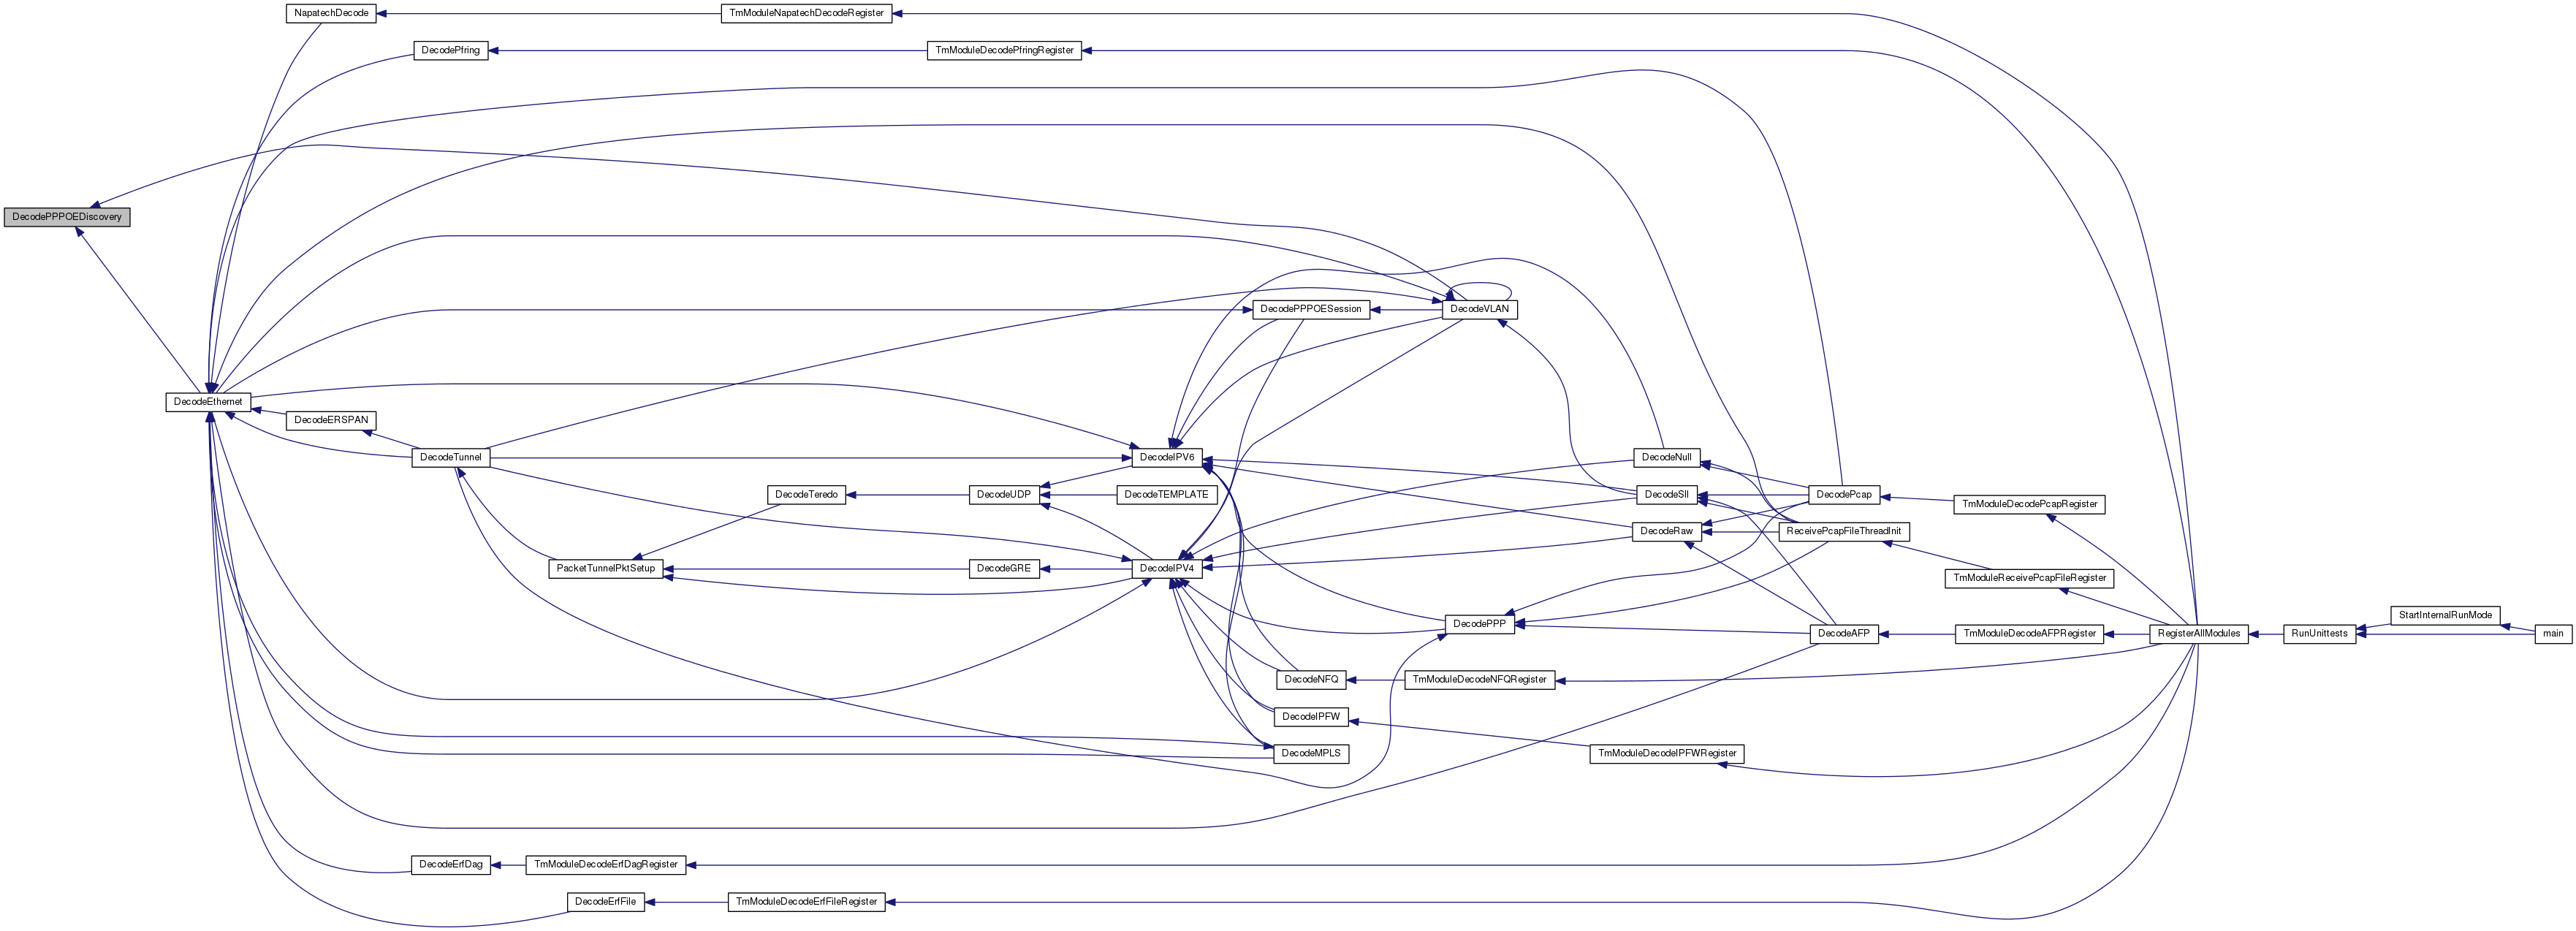 NapatechDecode
TmModuleNapatechDecodeRegister
DecodePfring
TmModuleDecodePfringRegister
DecodePPPOEDiscovery
DecodePPPOESession
DecodeVLAN
DecodeEthernet
DecodeERSPAN
DecodeTunnel
DecodeIPV6
DecodeNull
DecodeTeredo
DecodeUDP
DecodeTEMPLATE
DecodeSll
DecodePcap
TmModuleDecodePcapRegister
DecodeRaw
ReceivePcapFileThreadInit
PacketTunnelPktSetup
DecodeGRE
DecodeIPV4
TmModuleReceivePcapFileRegister
StartInternalRunMode
DecodePPP
DecodeAFP
TmModuleDecodeAFPRegister
RegisterAllModules
RunUnittests
main
DecodeNFQ
TmModuleDecodeNFQRegister
DecodeIPFW
DecodeMPLS
TmModuleDecodeIPFWRegister
DecodeErfDag
TmModuleDecodeErfDagRegister
DecodeErfFile
TmModuleDecodeErfFileRegister